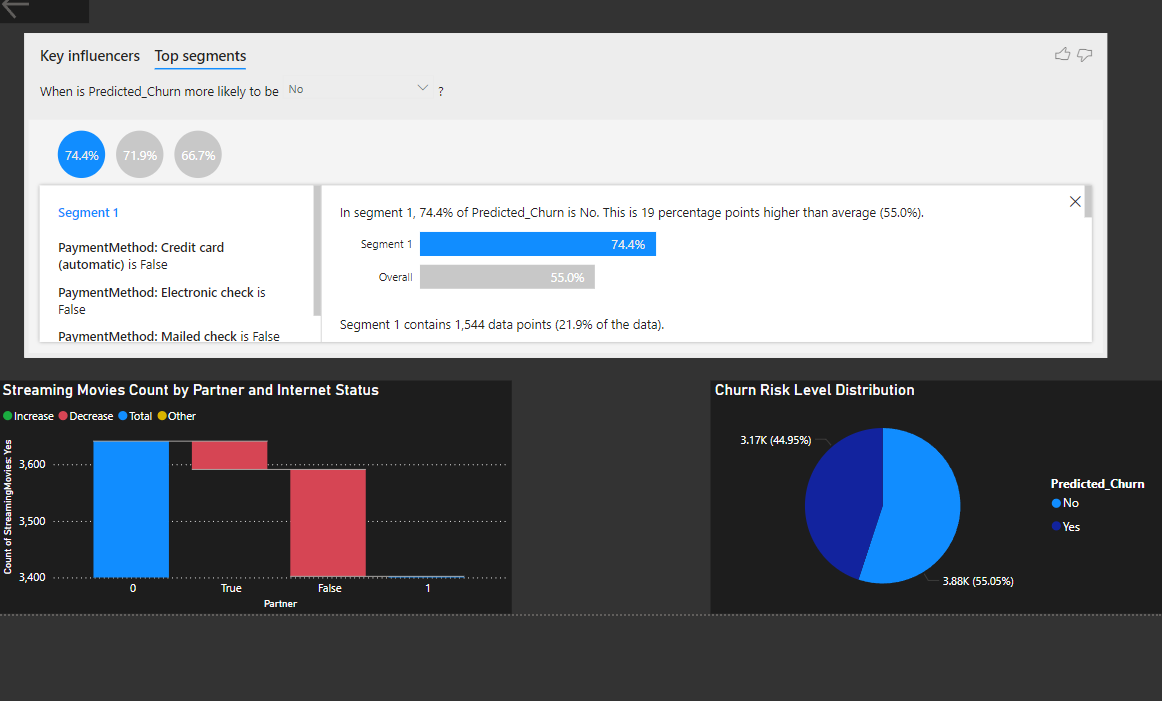 Key influencers Top segments
When is Predicted_Churn more likely to be No ?
74.4% 71.9% 66.7%
Segment 1
PaymentMethod: Credit card
(automatic) is False
PaymentMethod: Electronic check is
False
PaymentMethod: Mailed check is False
In segment 1, 74.4% of Predicted_Churn is No. This is 19 percentage points higher than average (55.0%).
Segment 1 74.4%
Overall 55.0%
Segment 1 contains 1,544 data points (21.9% of the data).
Streaming Movies Count by Partner and Internet Status
Increase Decrease Total Other
Count of StreamingMovies: Yes
3,600
3,500
3,400
0 True False 1
Partner
Churn Risk Level Distribution
3.17K (44.95%)
3.88K (55.05%)
Predicted_Churn
No
Yes